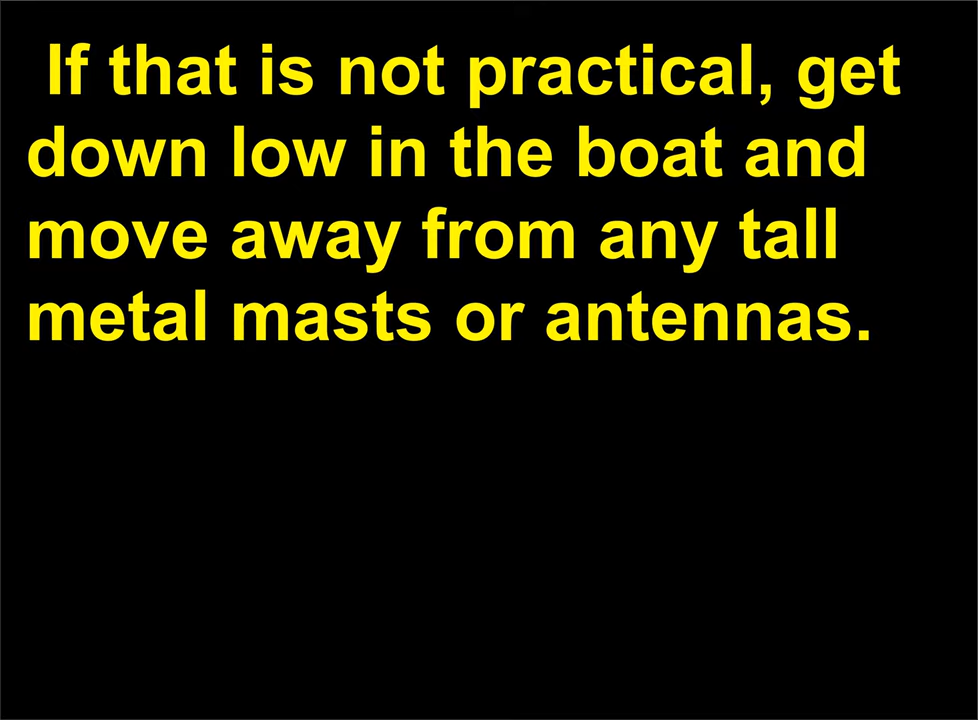 If that is not practical, get
down low in the boat and
move away from any tall
metal masts or antennas.